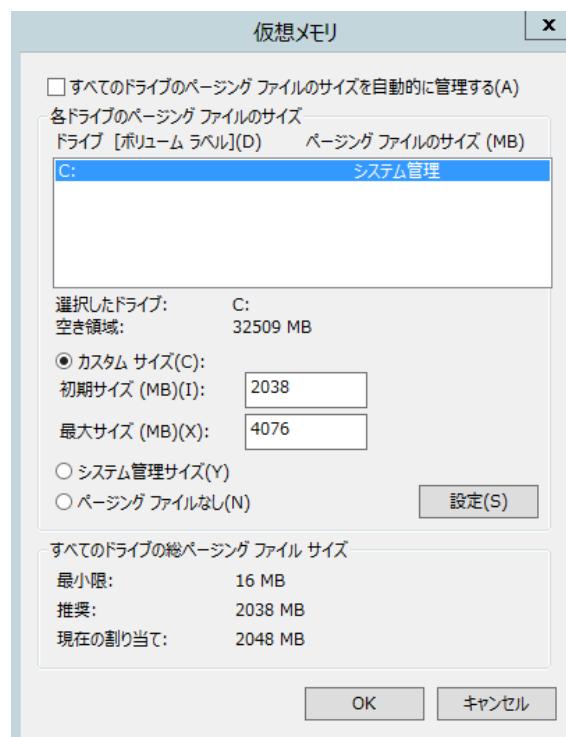 仮想メモリ
x
すべてのドライブのページング ファイルのサイズを自動的に管理する(A)
各ドライブのページング ファイルのサイズ
ドライブ [ボリューム ラベル](D) ページング ファイルのサイズ (MB)
C: システム管理
選択したドライブ: C:
空き領域: 32509 MB
カスタム サイズ(C):
初期サイズ (MB)(I): 2038
最大サイズ (MB)(X): 4076
システム管理サイズ(Y)
ページング ファイルなし(N) 設定(S)
すべてのドライブの総ページング ファイル サイズ
最小限: 16 MB
推奨: 2038 MB
現在の割り当て: 2048 MB
OK キャンセル